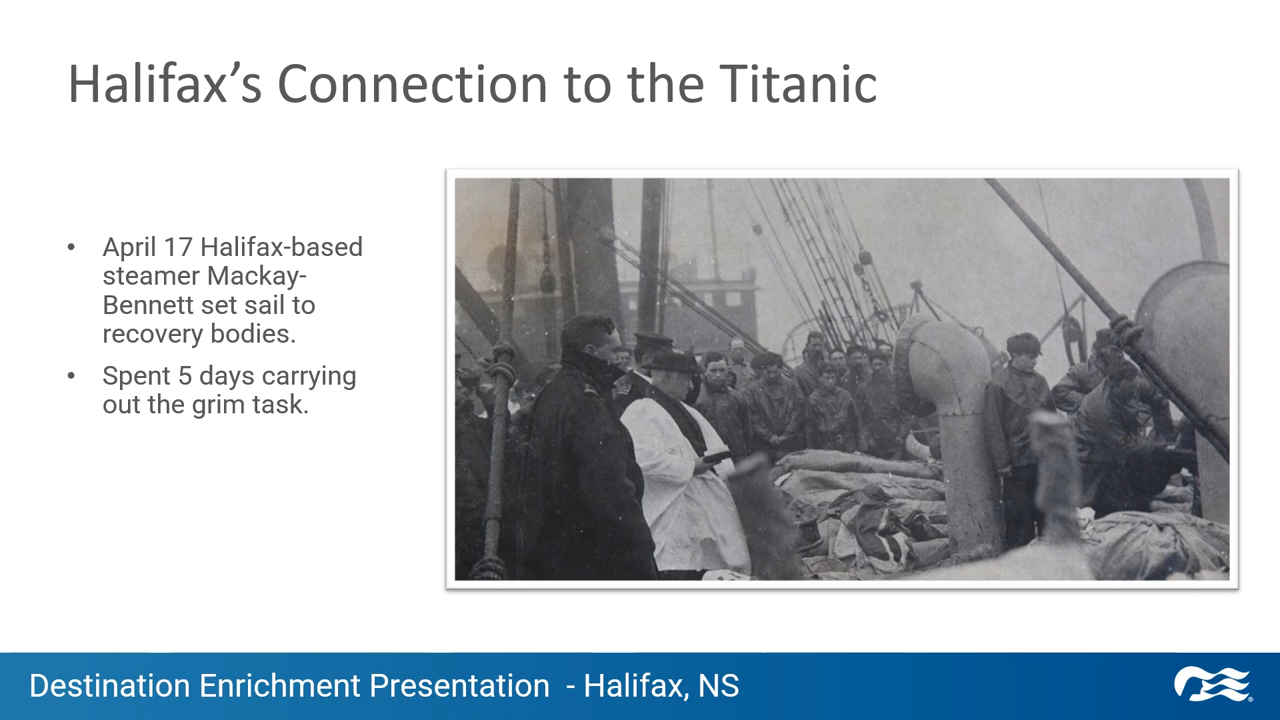 Halifax’s Connection to the Titanic
• April 17 Halifax-based
steamer Mackay-
Bennett set sail to
recovery bodies.
• Spent 5 days carrying
out the grim task.
Destination Enrichment Presentation - Halifax, NS
®